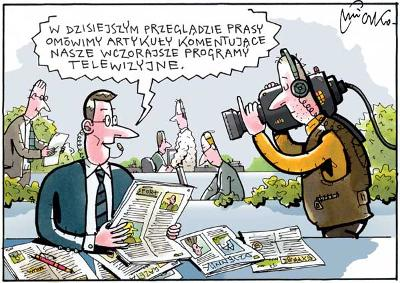 W DZISIEJSZYM PRZEGLĄDZIE PRASY
OMÓWIMY ARTYKUŁY KOMENTUJĄCE
NASZE WCZORAJSZE PROGRAMY
TELEWIZYJNE.